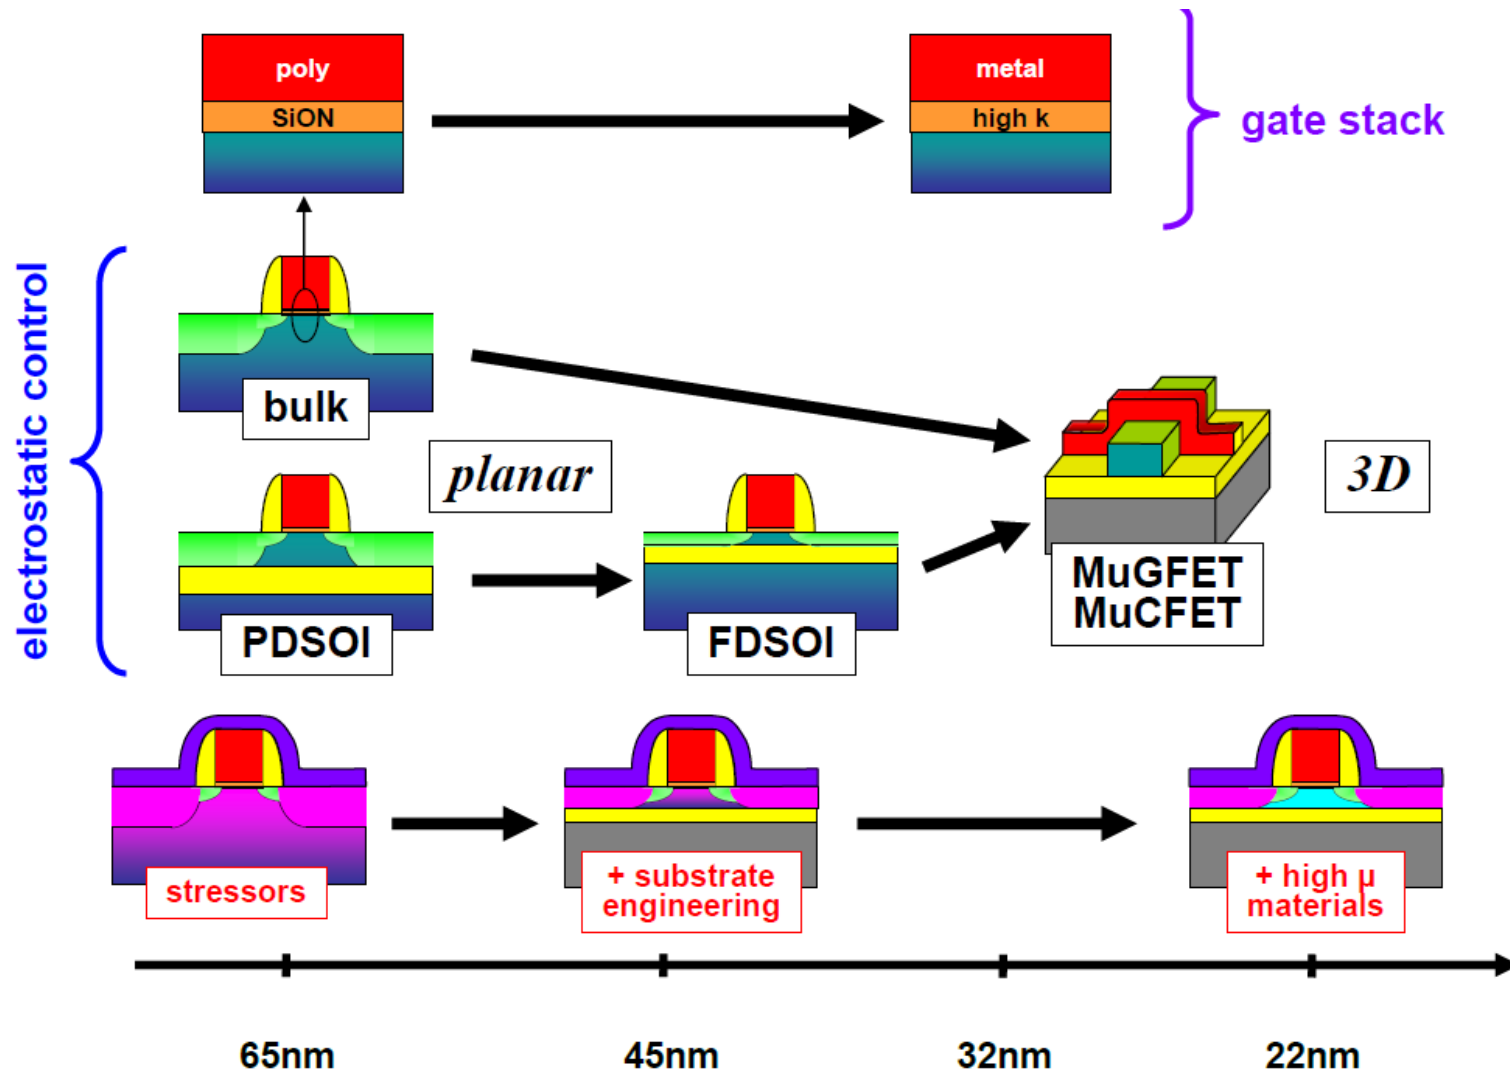 poly
SiON
metal
high k
gate stack
electrostatic control
bulk
planar
3D
PDSOI
FDSOI
MuGFET
MuCFET
stressors
+ substrate
engineering
+ high µ
materials
65nm
45nm
32nm
22nm